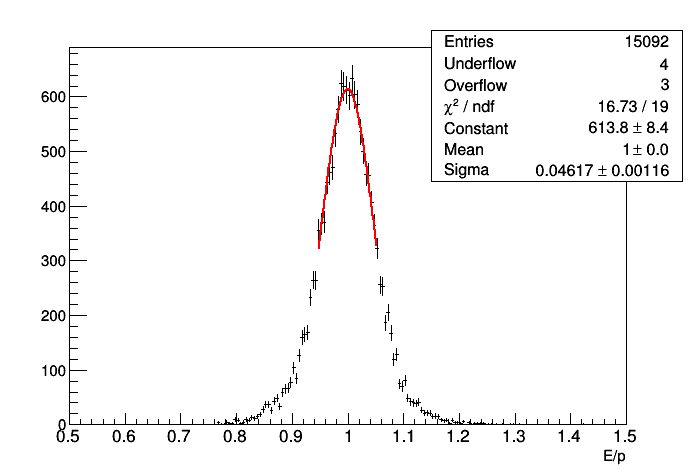 Entries 15092
Underflow 4
Overflow 3
χ² / ndf 16.73 / 19
Constant 613.8 ± 8.4
Mean 1 ± 0.0
Sigma 0.04617 ± 0.00116
600
500
400
300
200
100
0
0.5 0.6 0.7 0.8 0.9 1 1.1 1.2 1.3 1.4 1.5
E/p